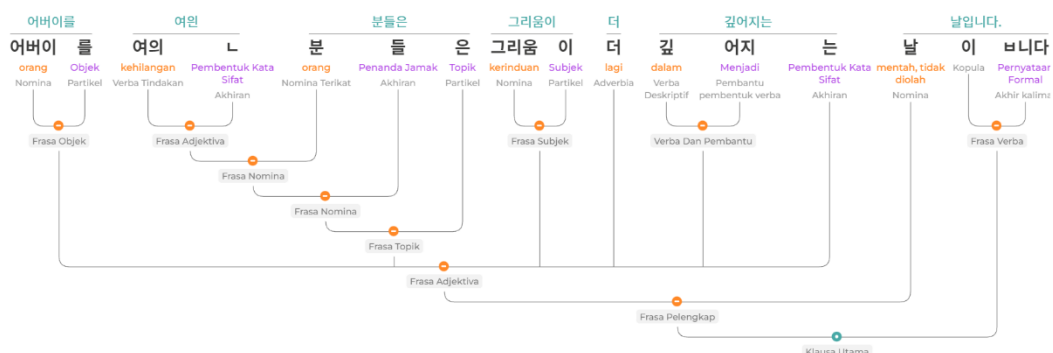 어버이를 여읜 분들은 그리움이 더 깊어지는 날입니다.
어버이 를 여의 ㄴ 분 들 은 그리움 이 더 깊 어지 는 날 이 ㅂ니다
orang Objek kehilangan Pembentuk Kata Sifat orang Penanda Jamak Topik kerinduan Subjek lagi dalam Menjadi Pembentuk Kata Sifat mentah, tidak diolah Pernyataan Formal
Nomina Partikel Verba Tindakan Akhiran Nomina Terikat Akhiran Partikel Nomina Partikel Adverbia Verba Deskriptif Pembantu pembentuk verba Akhiran Nomina Kopula Akhir kalima
Frasa Objek Frasa Adjektiva Frasa Subjek Verba Dan Pembantu Frasa Verba
Frasa Nomina
Frasa Nomina
Frasa Topik
Frasa Adjektiva
Frasa Pelengkap
Klausa Utama